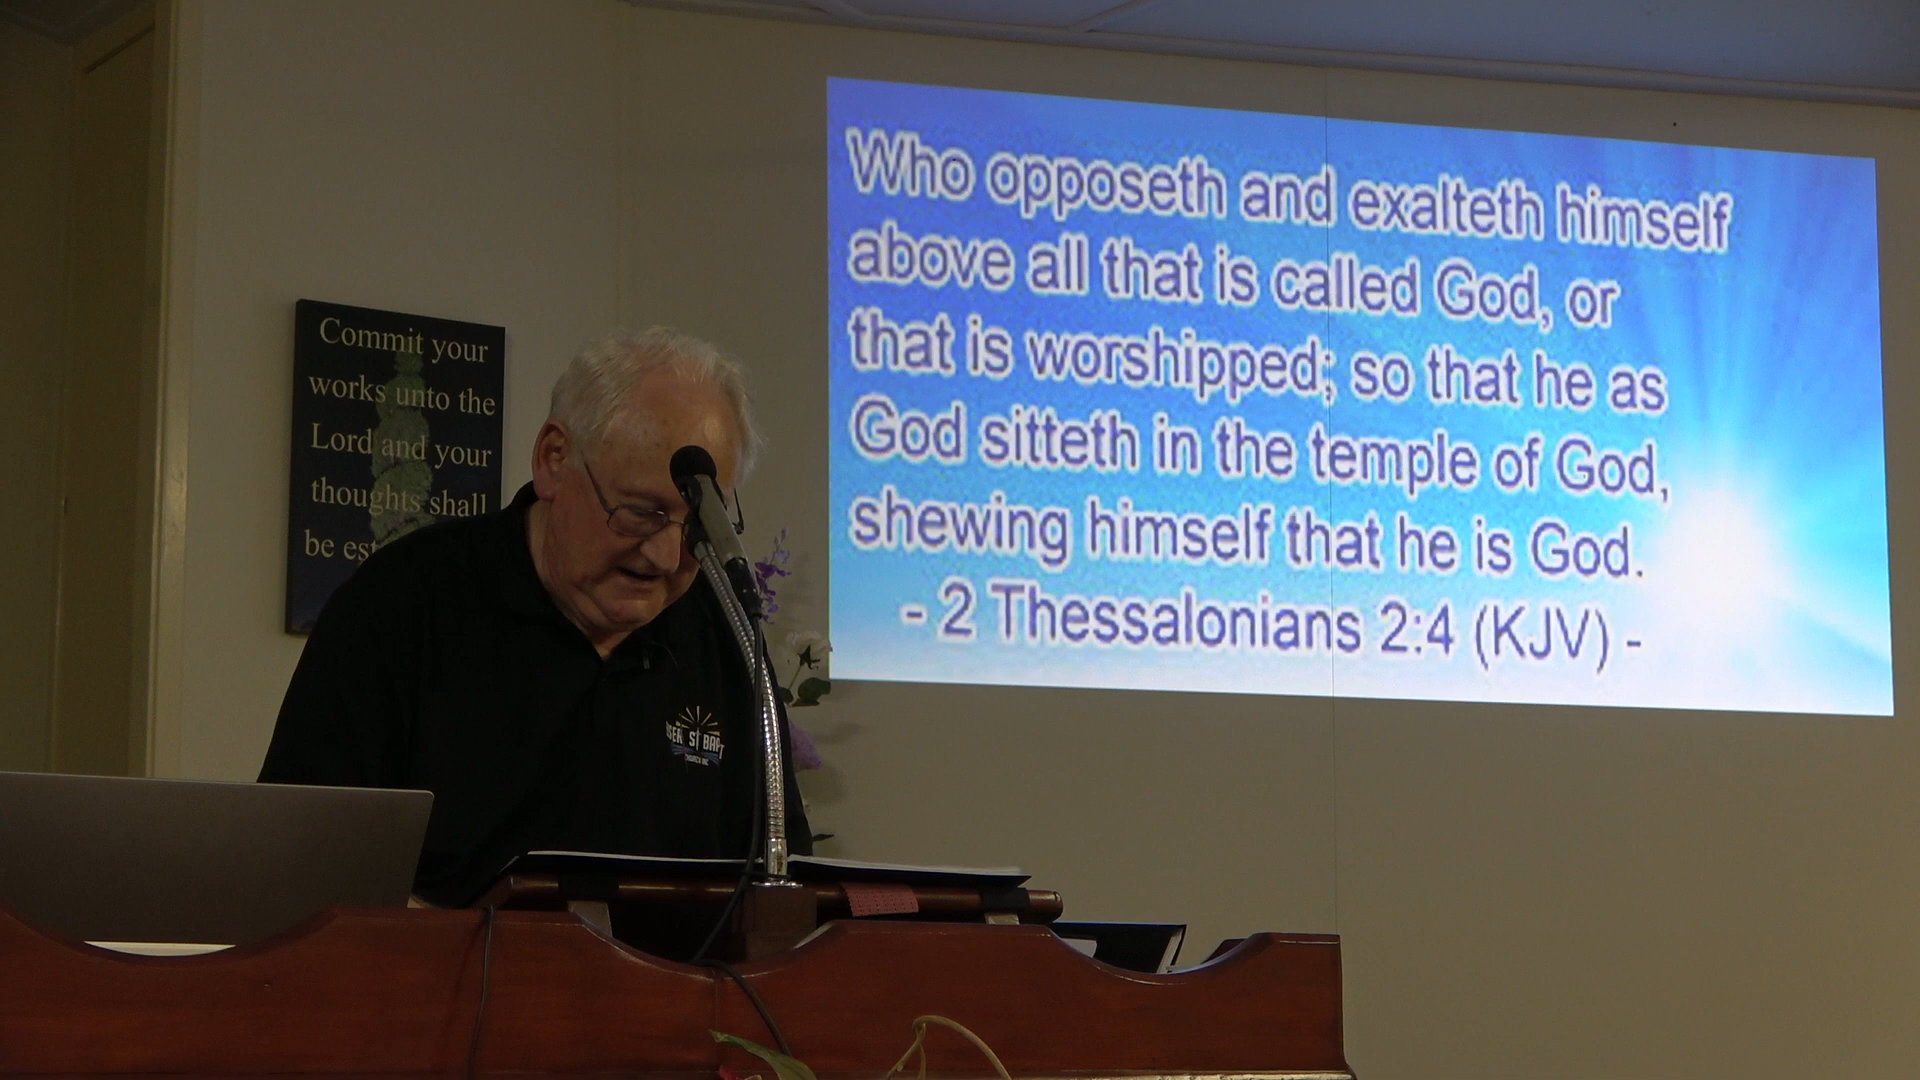 Who opposeth and exalteth himself
above all that is called God, or
that is worshipped; so that he as
God sitteth in the temple of God,
shewing himself that he is God.
- 2 Thessalonians 2:4 (KJV) -
Commit your
works unto the
Lord and your
thoughts shall
be
ST
CHURCH